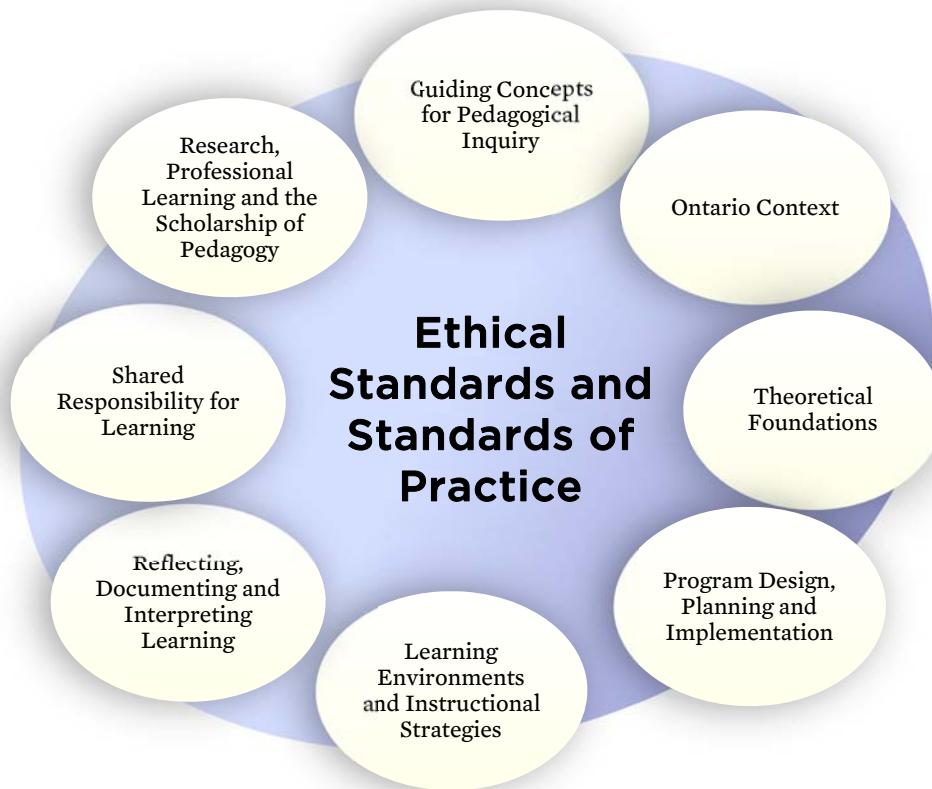 Guiding Concepts
for Pedagogical
Inquiry
Ontario Context
Theoretical
Foundations
Program Design,
Planning and
Implementation
Learning
Environments
and Instructional
Strategies
Reflecting,
Documenting and
Interpreting
Learning
Shared
Responsibility for
Learning
Research,
Professional
Learning and the
Scholarship of
Pedagogy
Ethical
Standards and
Standards of
Practice